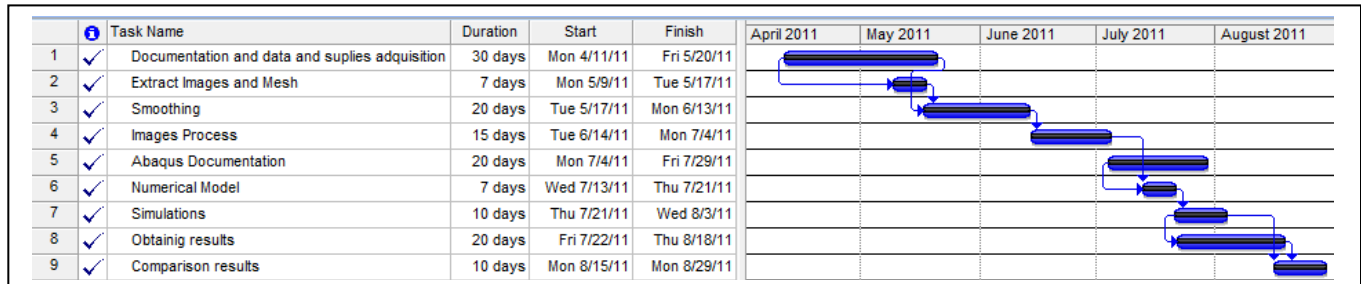 Task Name Duration Start Finish April 2011 May 2011 June 2011 July 2011 August 2011
1 Documentation and data and suplies adquisition 30 days Mon 4/11/11 Fri 5/20/11
2 Extract Images and Mesh 7 days Mon 5/9/11 Tue 5/17/11
3 Smoothing 20 days Tue 5/17/11 Mon 6/13/11
4 Images Process 15 days Tue 6/14/11 Mon 7/4/11
5 Abaqus Documentation 20 days Mon 7/4/11 Fri 7/29/11
6 Numerical Model 7 days Wed 7/13/11 Thu 7/21/11
7 Simulations 10 days Thu 7/21/11 Wed 8/3/11
8 Obtainig results 20 days Fri 7/22/11 Thu 8/18/11
9 Comparison results 10 days Mon 8/15/11 Mon 8/29/11